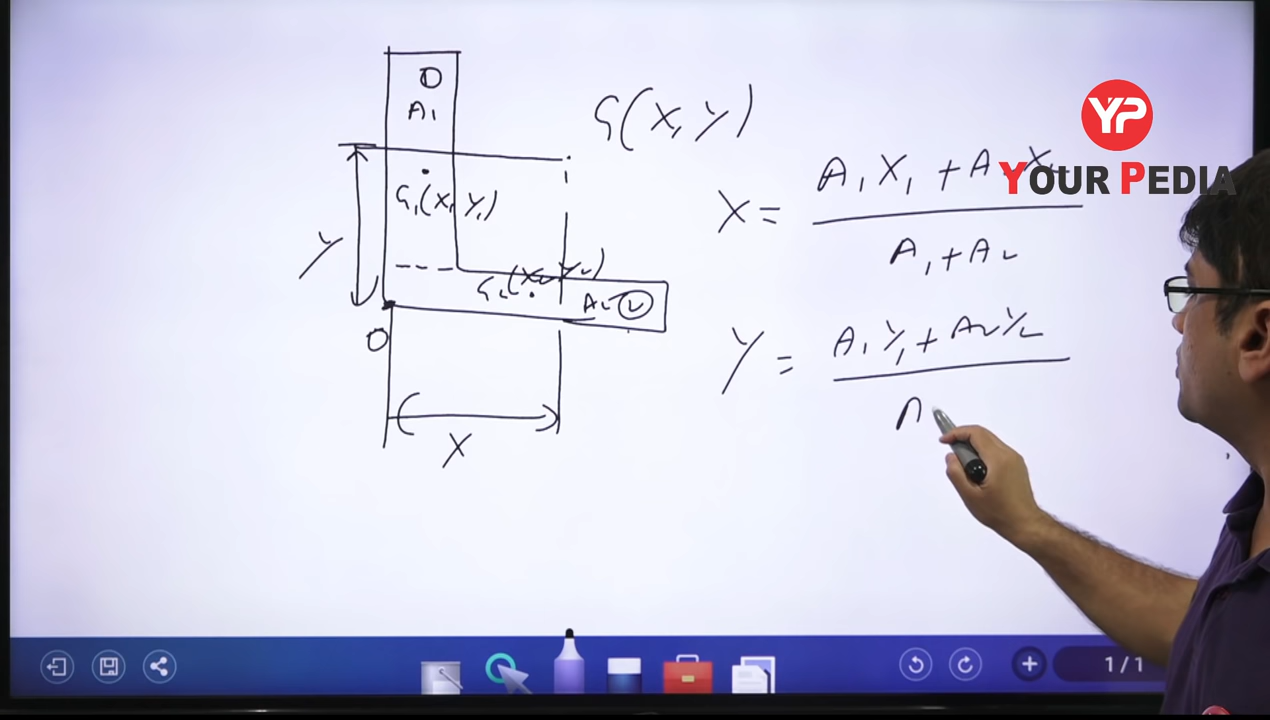 ①
A₁
G(X, Y)
YP
YOUR PEDIA
G₁(X₁ Y₁)
X = A₁X₁ + A₂X₂
A₁ + A₂
Y
G₂(X₂ Y₂)
A₂ ②
O
Y = A₁Y₁ + A₂Y₂
A
X
1 / 1